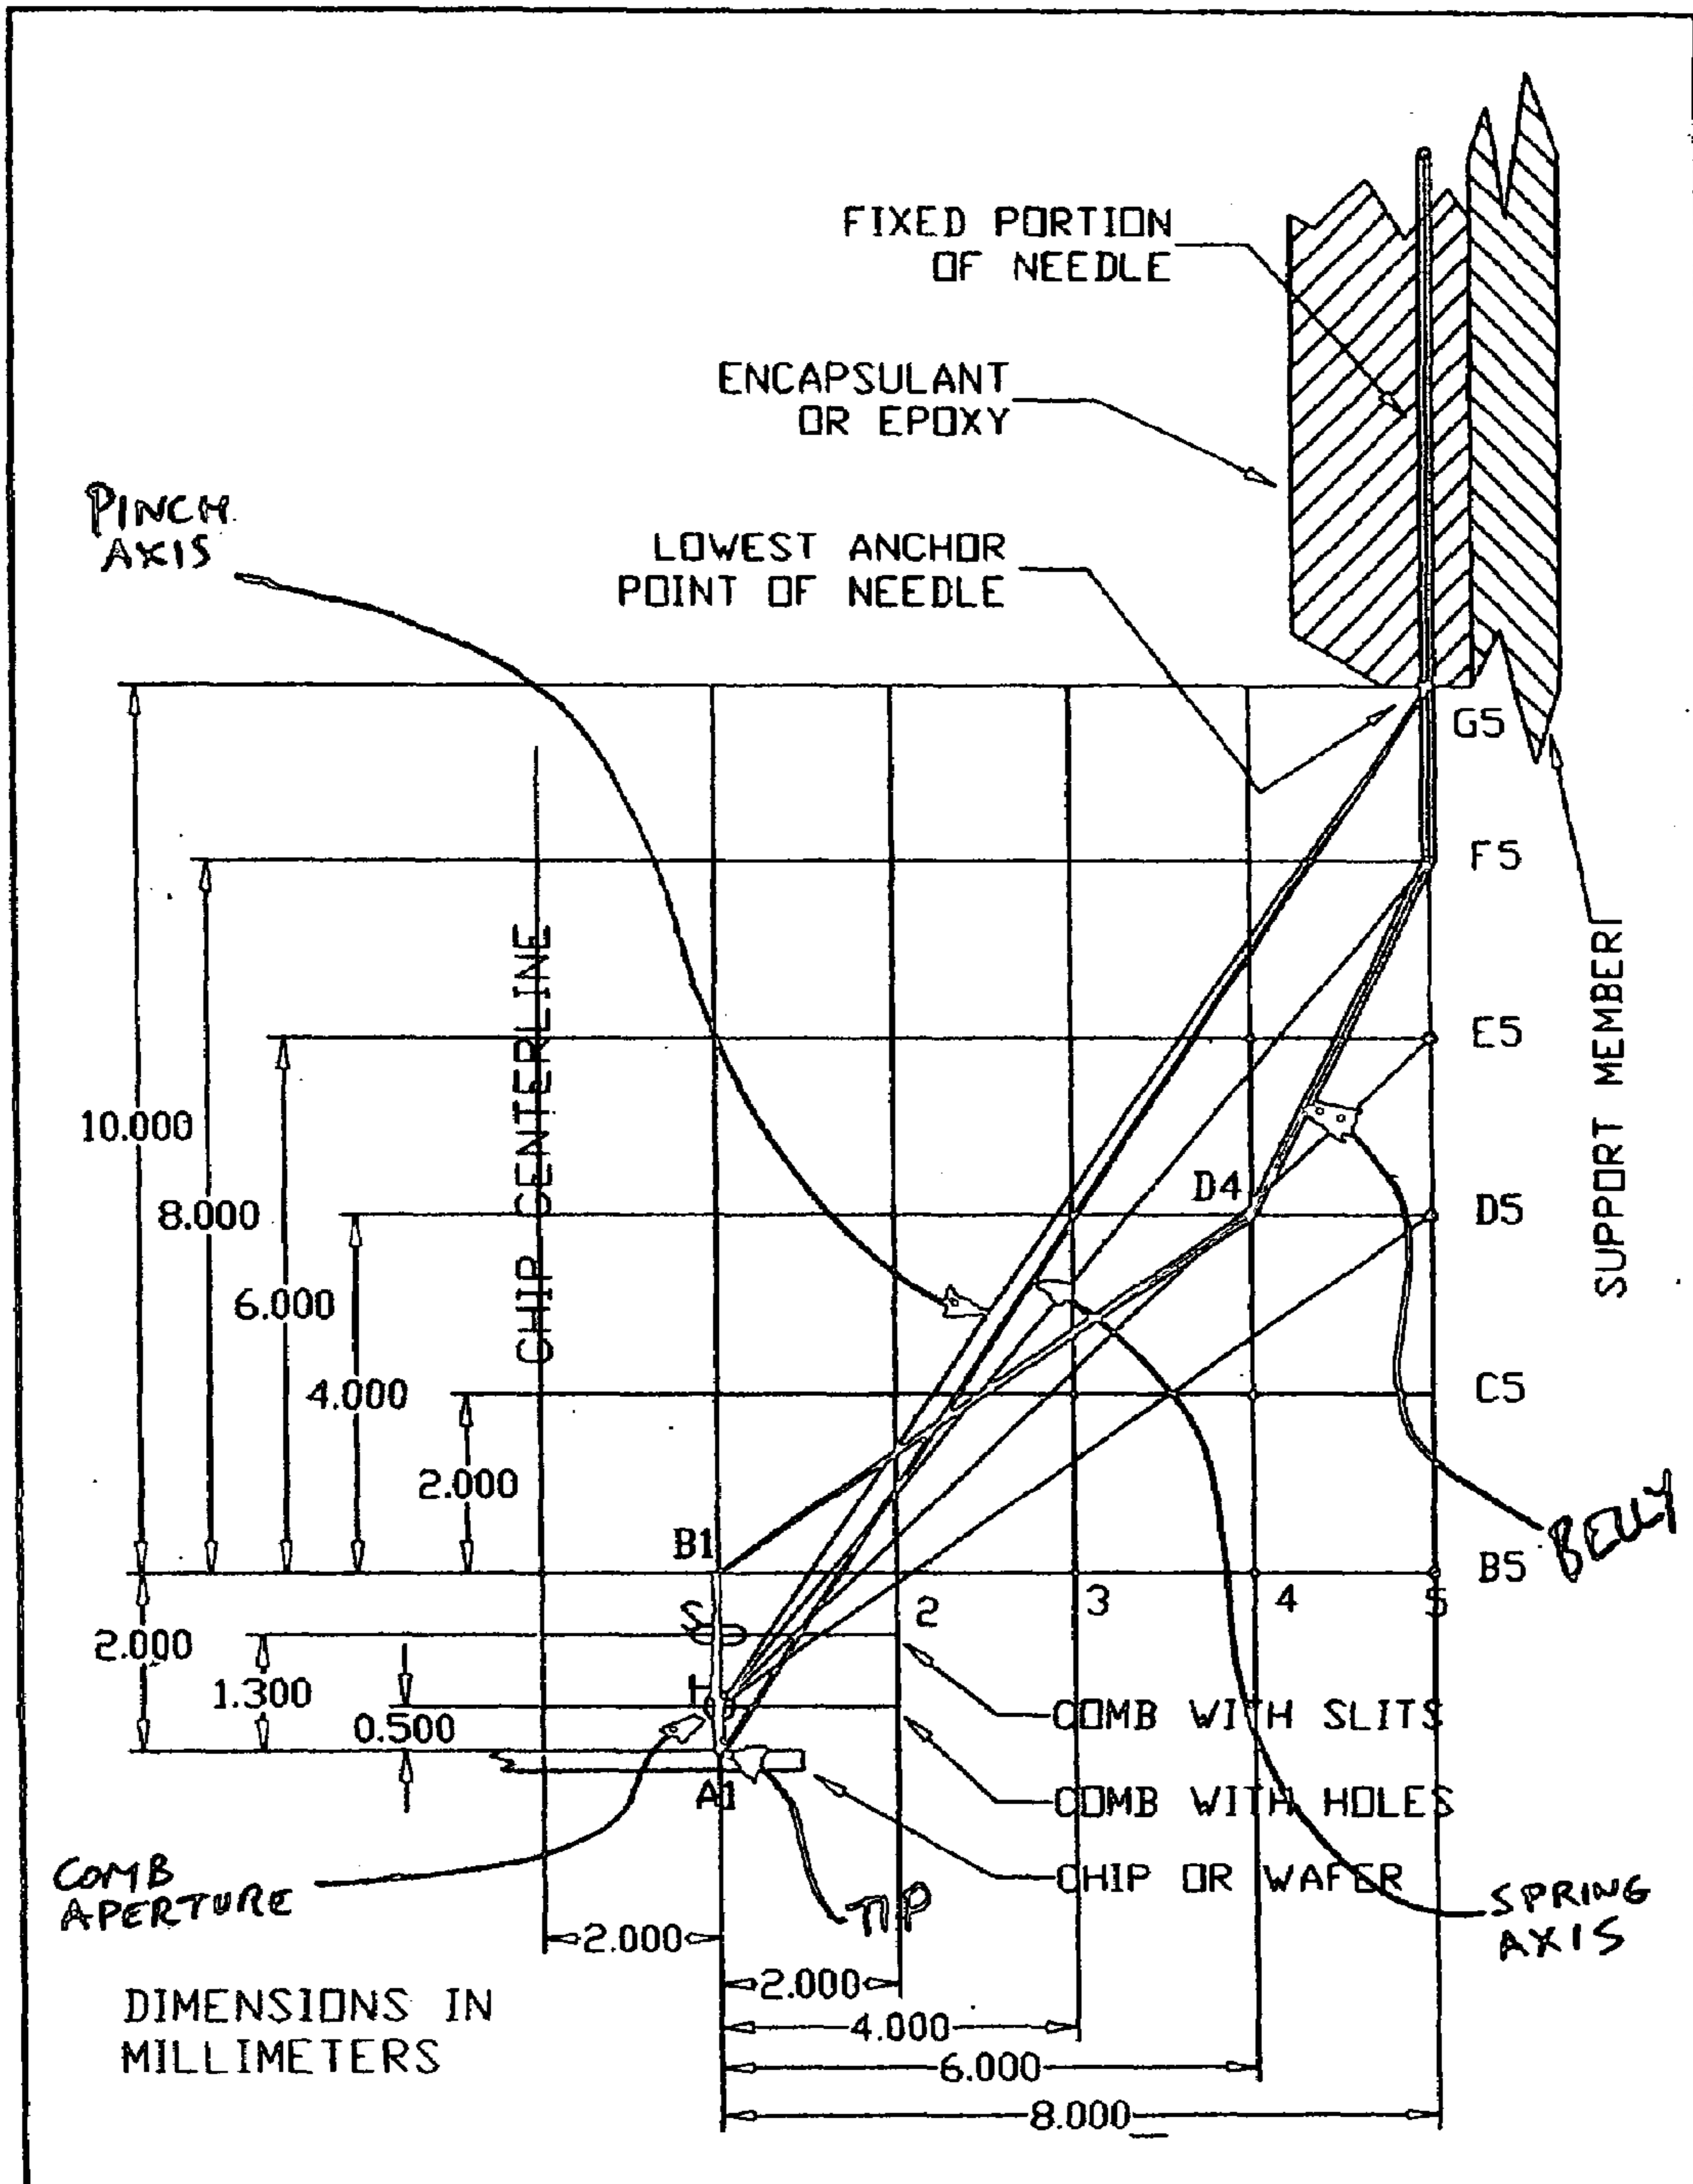 FIXED PORTION
OF NEEDLE
ENCAPSULANT
OR EPOXY
PINCH
AXIS
LOWEST ANCHOR
POINT OF NEEDLE
G5
F5
CHIP CENTERLINE
SUPPORT MEMBER
E5
10.000
D4
8.000
D5
6.000
4.000
C5
2.000
B1
BELLY
B5
2
3
4
5
S
2.000
1.300
H
0.500
COMB WITH SLITS
A1
COMB WITH HOLES
COMB
APERTURE
CHIP OR WAFER
TIP
SPRING
AXIS
2.000
2.000
DIMENSIONS IN
MILLIMETERS
4.000
6.000
8.000